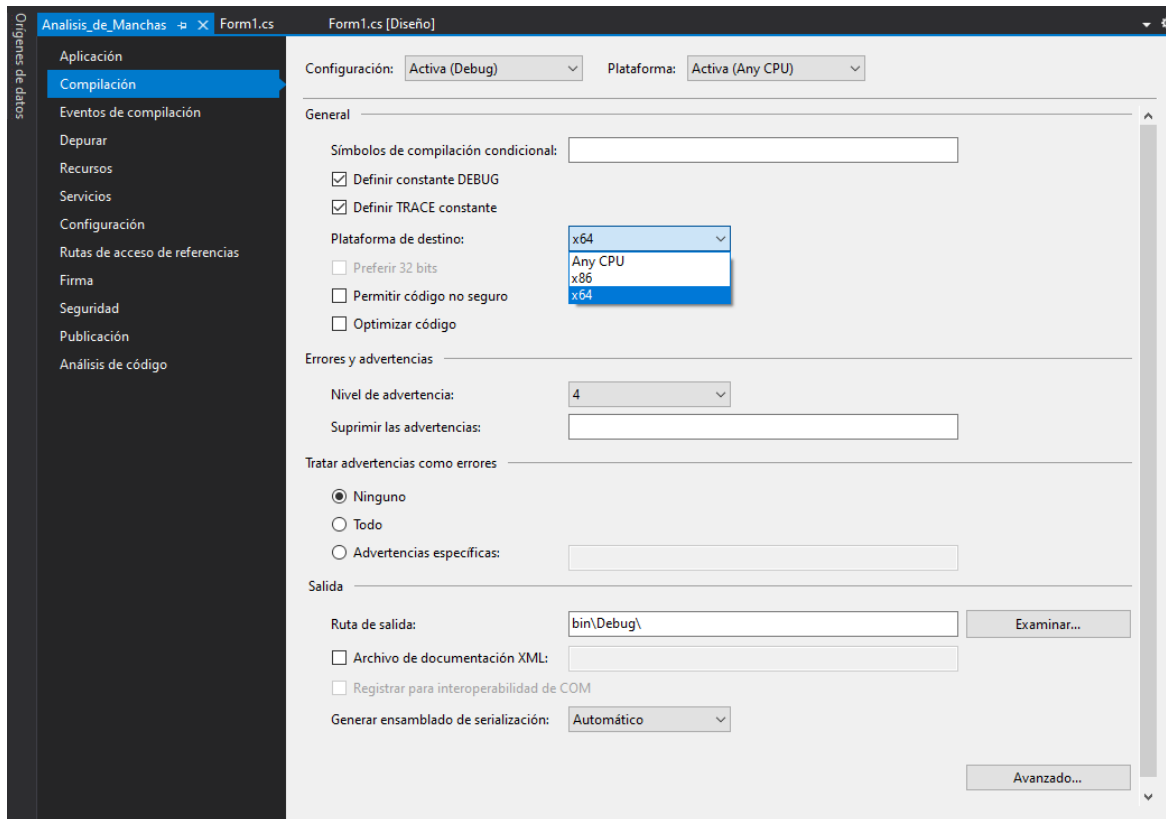 Orígenes de datos
Analisis_de_Manchas Form1.cs Form1.cs [Diseño]
Aplicación
Compilación
Eventos de compilación
Depurar
Recursos
Servicios
Configuración
Rutas de acceso de referencias
Firma
Seguridad
Publicación
Análisis de código
Configuración: Activa (Debug) Plataforma: Activa (Any CPU)
General
Símbolos de compilación condicional:
Definir constante DEBUG
Definir TRACE constante
Plataforma de destino: x64
Any CPU
Preferir 32 bits
x86
Permitir código no seguro
x64
Optimizar código
Errores y advertencias
Nivel de advertencia: 4
Suprimir las advertencias:
Tratar advertencias como errores
Ninguno
Todo
Advertencias específicas:
Salida
Ruta de salida: bin\Debug\ Examinar...
Archivo de documentación XML:
Registrar para interoperabilidad de COM
Generar ensamblado de serialización: Automático
Avanzado...